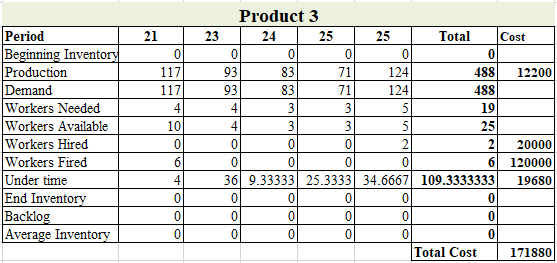 Product 3
Period 21 23 24 25 25 Total Cost
Beginning Inventory 0 0 0 0 0 0
Production 117 93 83 71 124 488 12200
Demand 117 93 83 71 124 488
Workers Needed 4 4 3 3 5 19
Workers Available 10 4 3 3 5 25
Workers Hired 0 0 0 0 2 2 20000
Workers Fired 6 0 0 0 0 6 120000
Under time 4 36 9.33333 25.3333 34.6667 109.3333333 19680
End Inventory 0 0 0 0 0 0
Backlog 0 0 0 0 0 0
Average Inventory 0 0 0 0 0 0
Total Cost 171880